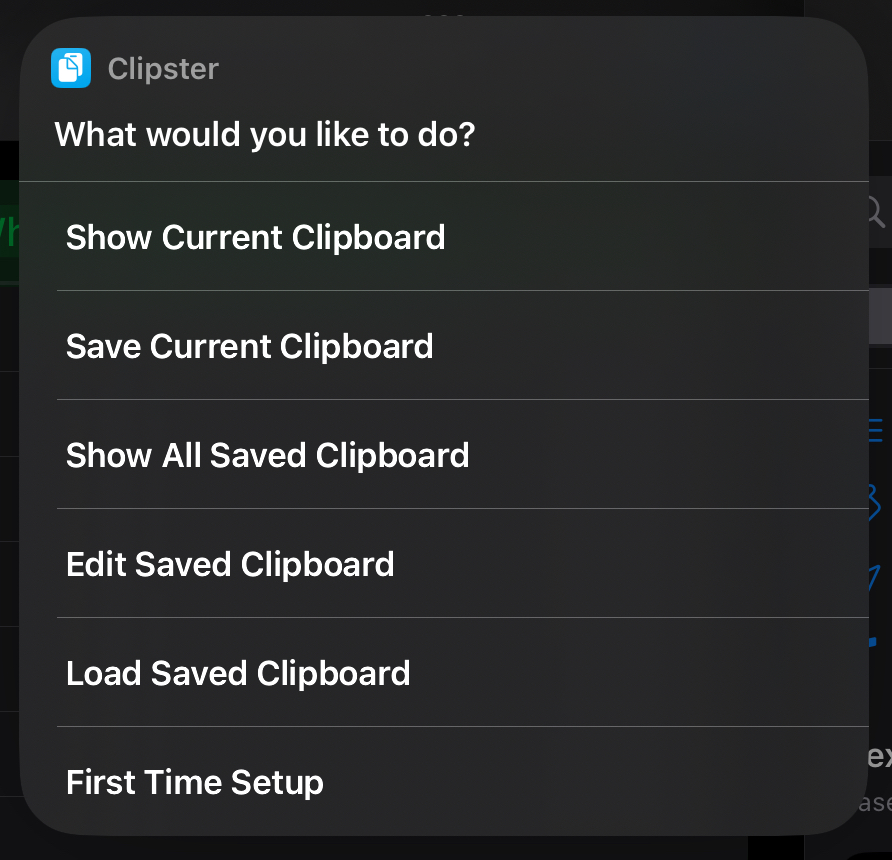 Clipster
What would you like to do?
Show Current Clipboard
Save Current Clipboard
Show All Saved Clipboard
Edit Saved Clipboard
Load Saved Clipboard
First Time Setup